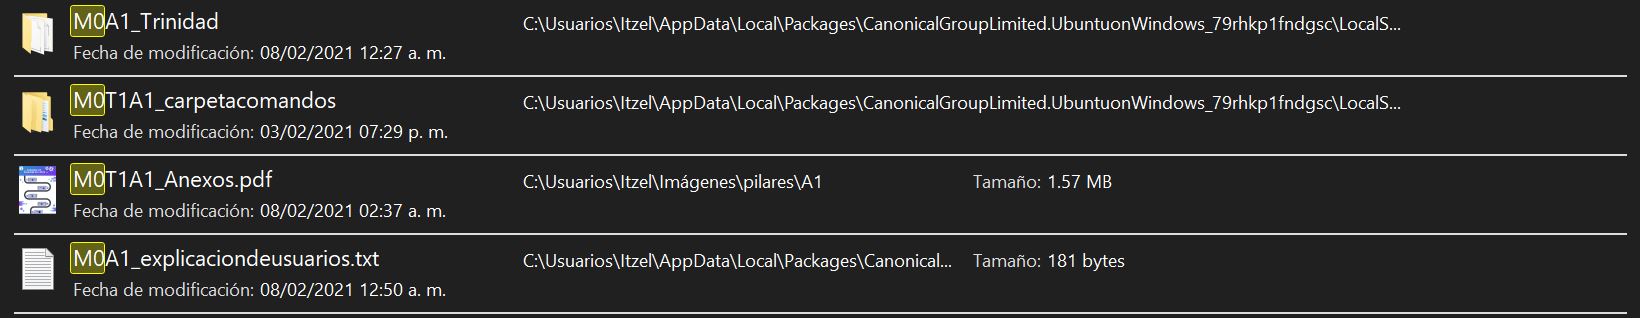 M0A1_Trinidad C:\Usuarios\Itzel\AppData\Local\Packages\CanonicalGroupLimited.UbuntuonWindows_79rhkp1fndgsc\LocalS...
Fecha de modificación: 08/02/2021 12:27 a. m.
M0T1A1_carpetacomandos C:\Usuarios\Itzel\AppData\Local\Packages\CanonicalGroupLimited.UbuntuonWindows_79rhkp1fndgsc\LocalS...
Fecha de modificación: 03/02/2021 07:29 p. m.
M0T1A1_Anexos.pdf C:\Usuarios\Itzel\Imágenes\pilares\A1 Tamaño: 1.57 MB
Fecha de modificación: 08/02/2021 02:37 a. m.
M0A1_explicaciondeusuarios.txt C:\Usuarios\Itzel\AppData\Local\Packages\Canonical... Tamaño: 181 bytes
Fecha de modificación: 08/02/2021 12:50 a. m.